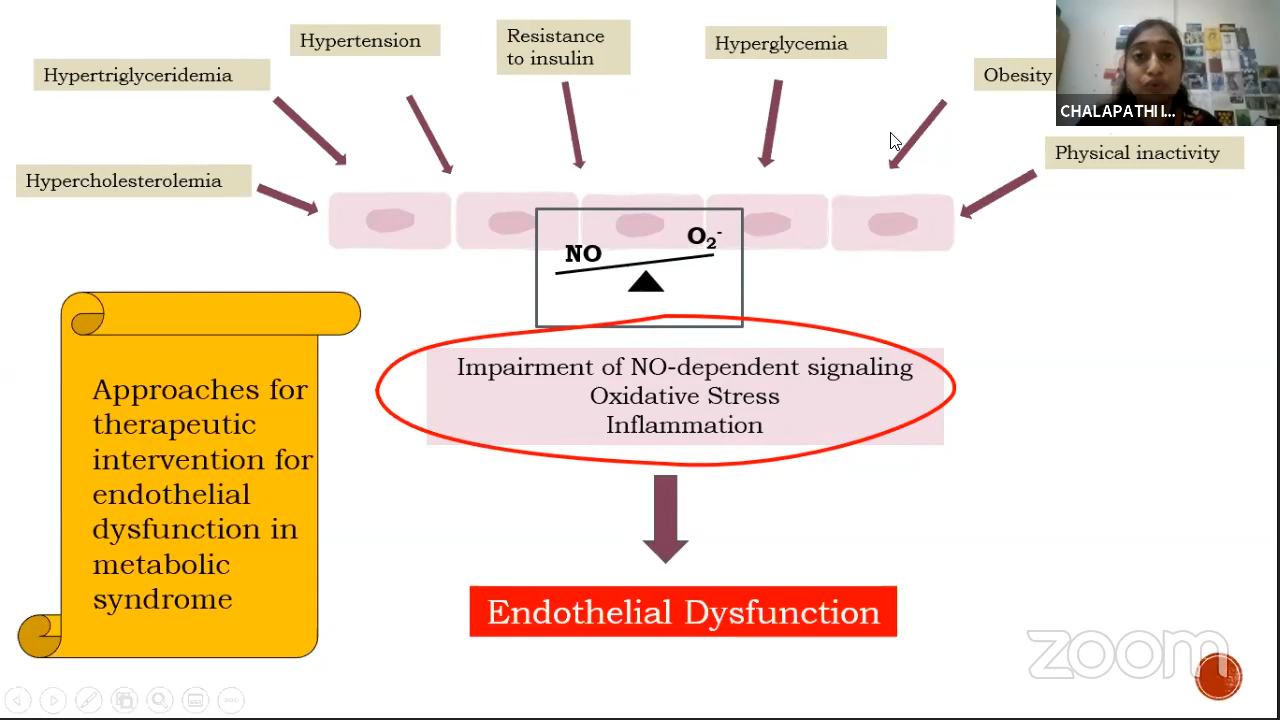 Hypertension
Resistance
to insulin
Hyperglycemia
Hypertriglyceridemia
Obesity
CHALAPATHI I...
Physical inactivity
Hypercholesterolemia
NO
O₂⁻
Impairment of NO-dependent signaling
Oxidative Stress
Inflammation
Approaches for
therapeutic
intervention for
endothelial
dysfunction in
metabolic
syndrome
Endothelial Dysfunction
zoom